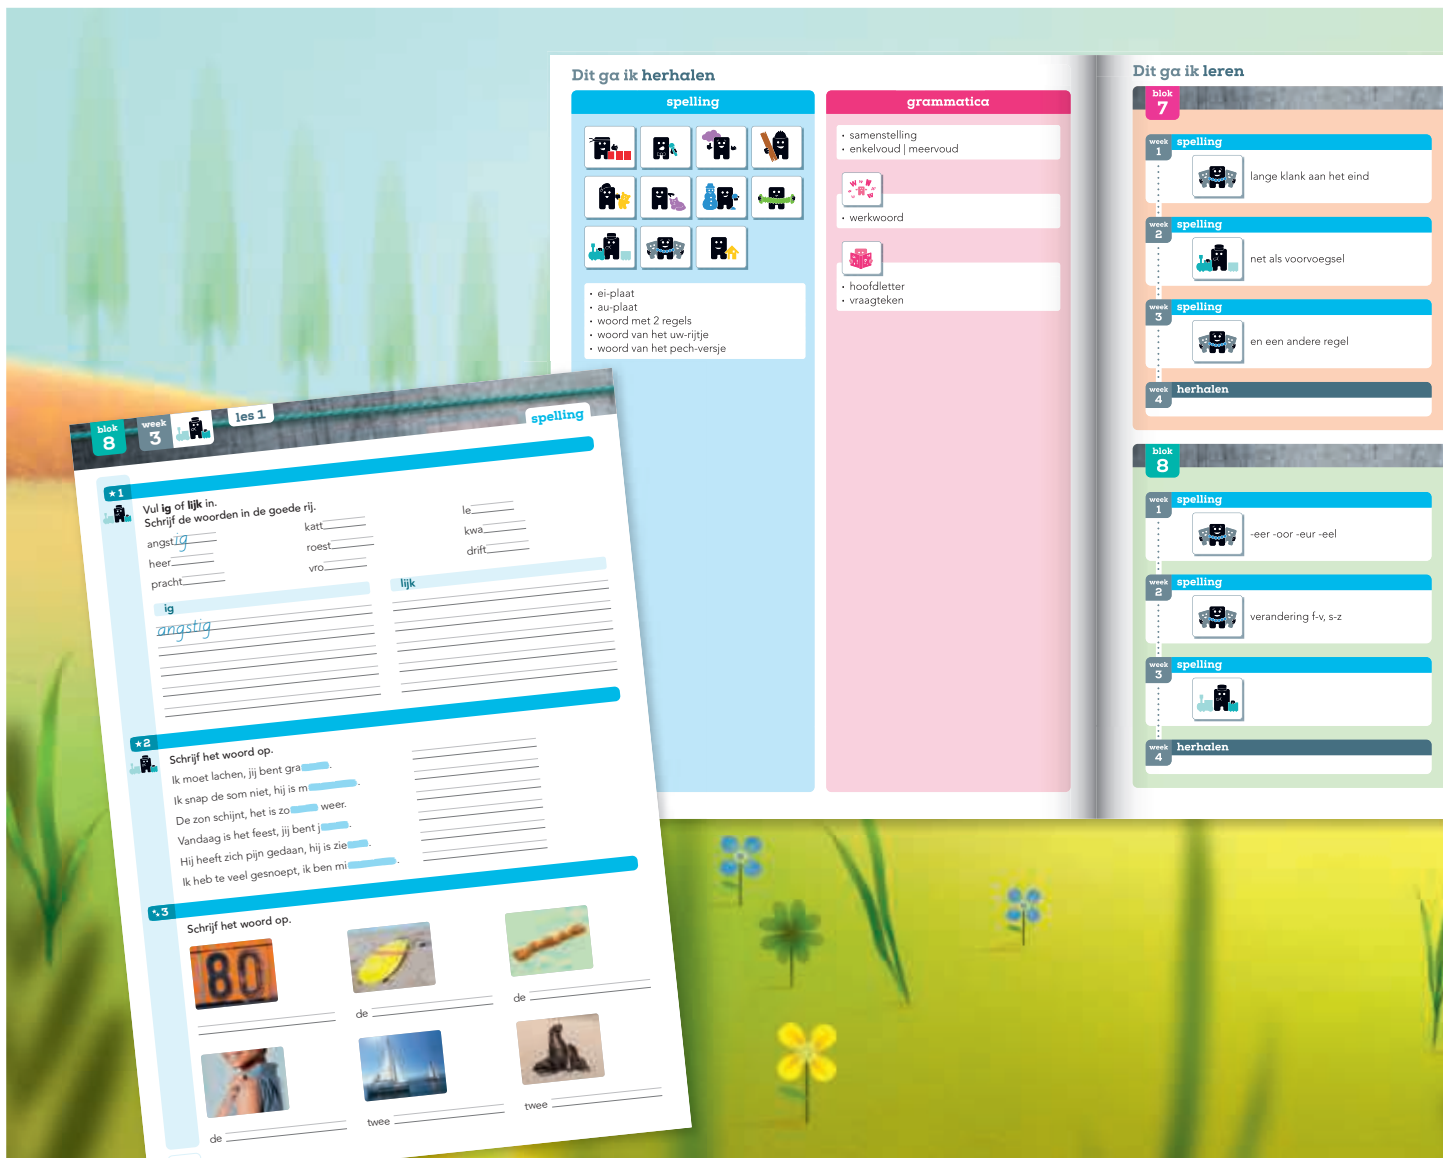 Dit ga ik herhalen
spelling
• ei-plaat
• au-plaat
• woord met 2 regels
• woord van het uw-rijtje
• woord van het pech-versje
grammatica
• samenstelling
• enkelvoud | meervoud
• werkwoord
• hoofdletter
• vraagteken
Dit ga ik leren
blok
7
week
1
spelling
lange klank aan het eind
week
2
spelling
net als voorvoegsel
week
3
spelling
en een andere regel
week
4
herhalen
blok
8
week
1
spelling
-eer -oor -eur -eel
week
2
spelling
verandering f-v, s-z
week
3
spelling
week
4
herhalen
blok
8
week
3
les 1
spelling
★1
Vul ig of lijk in.
Schrijf de woorden in de goede rij.
angstig
katt
le
heer
roest
kwa
pracht
vro
drift
ig
lijk
angstig
★2
Schrijf het woord op.
Ik moet lachen, jij bent gra .
Ik snap de som niet, hij is m .
De zon schijnt, het is zo weer.
Vandaag is het feest, jij bent j .
Hij heeft zich pijn gedaan, hij is zie .
Ik heb te veel gesnoept, ik ben mi .
3
Schrijf het woord op.
80
de
de
de
twee
twee